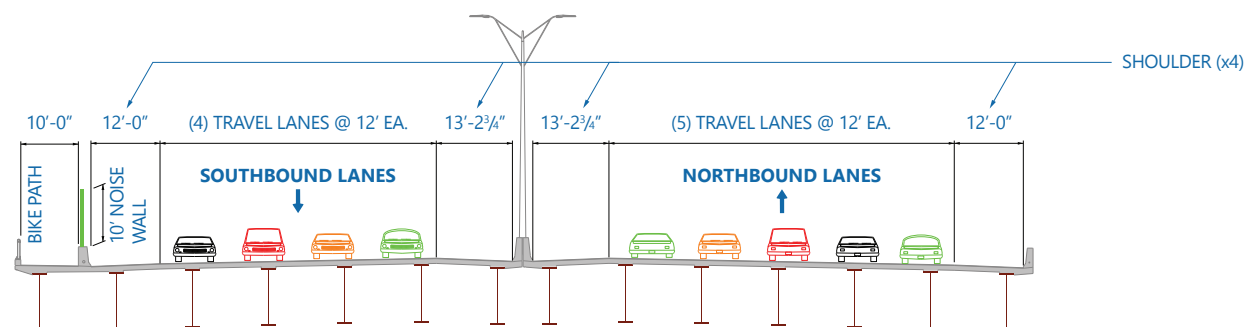 SHOULDER (x4)
10′-0″
12′-0″
(4) TRAVEL LANES @ 12′ EA.
13′-2¾″
13′-2¾″
(5) TRAVEL LANES @ 12′ EA.
12′-0″
BIKE PATH
10′ NOISE
WALL
SOUTHBOUND LANES
NORTHBOUND LANES